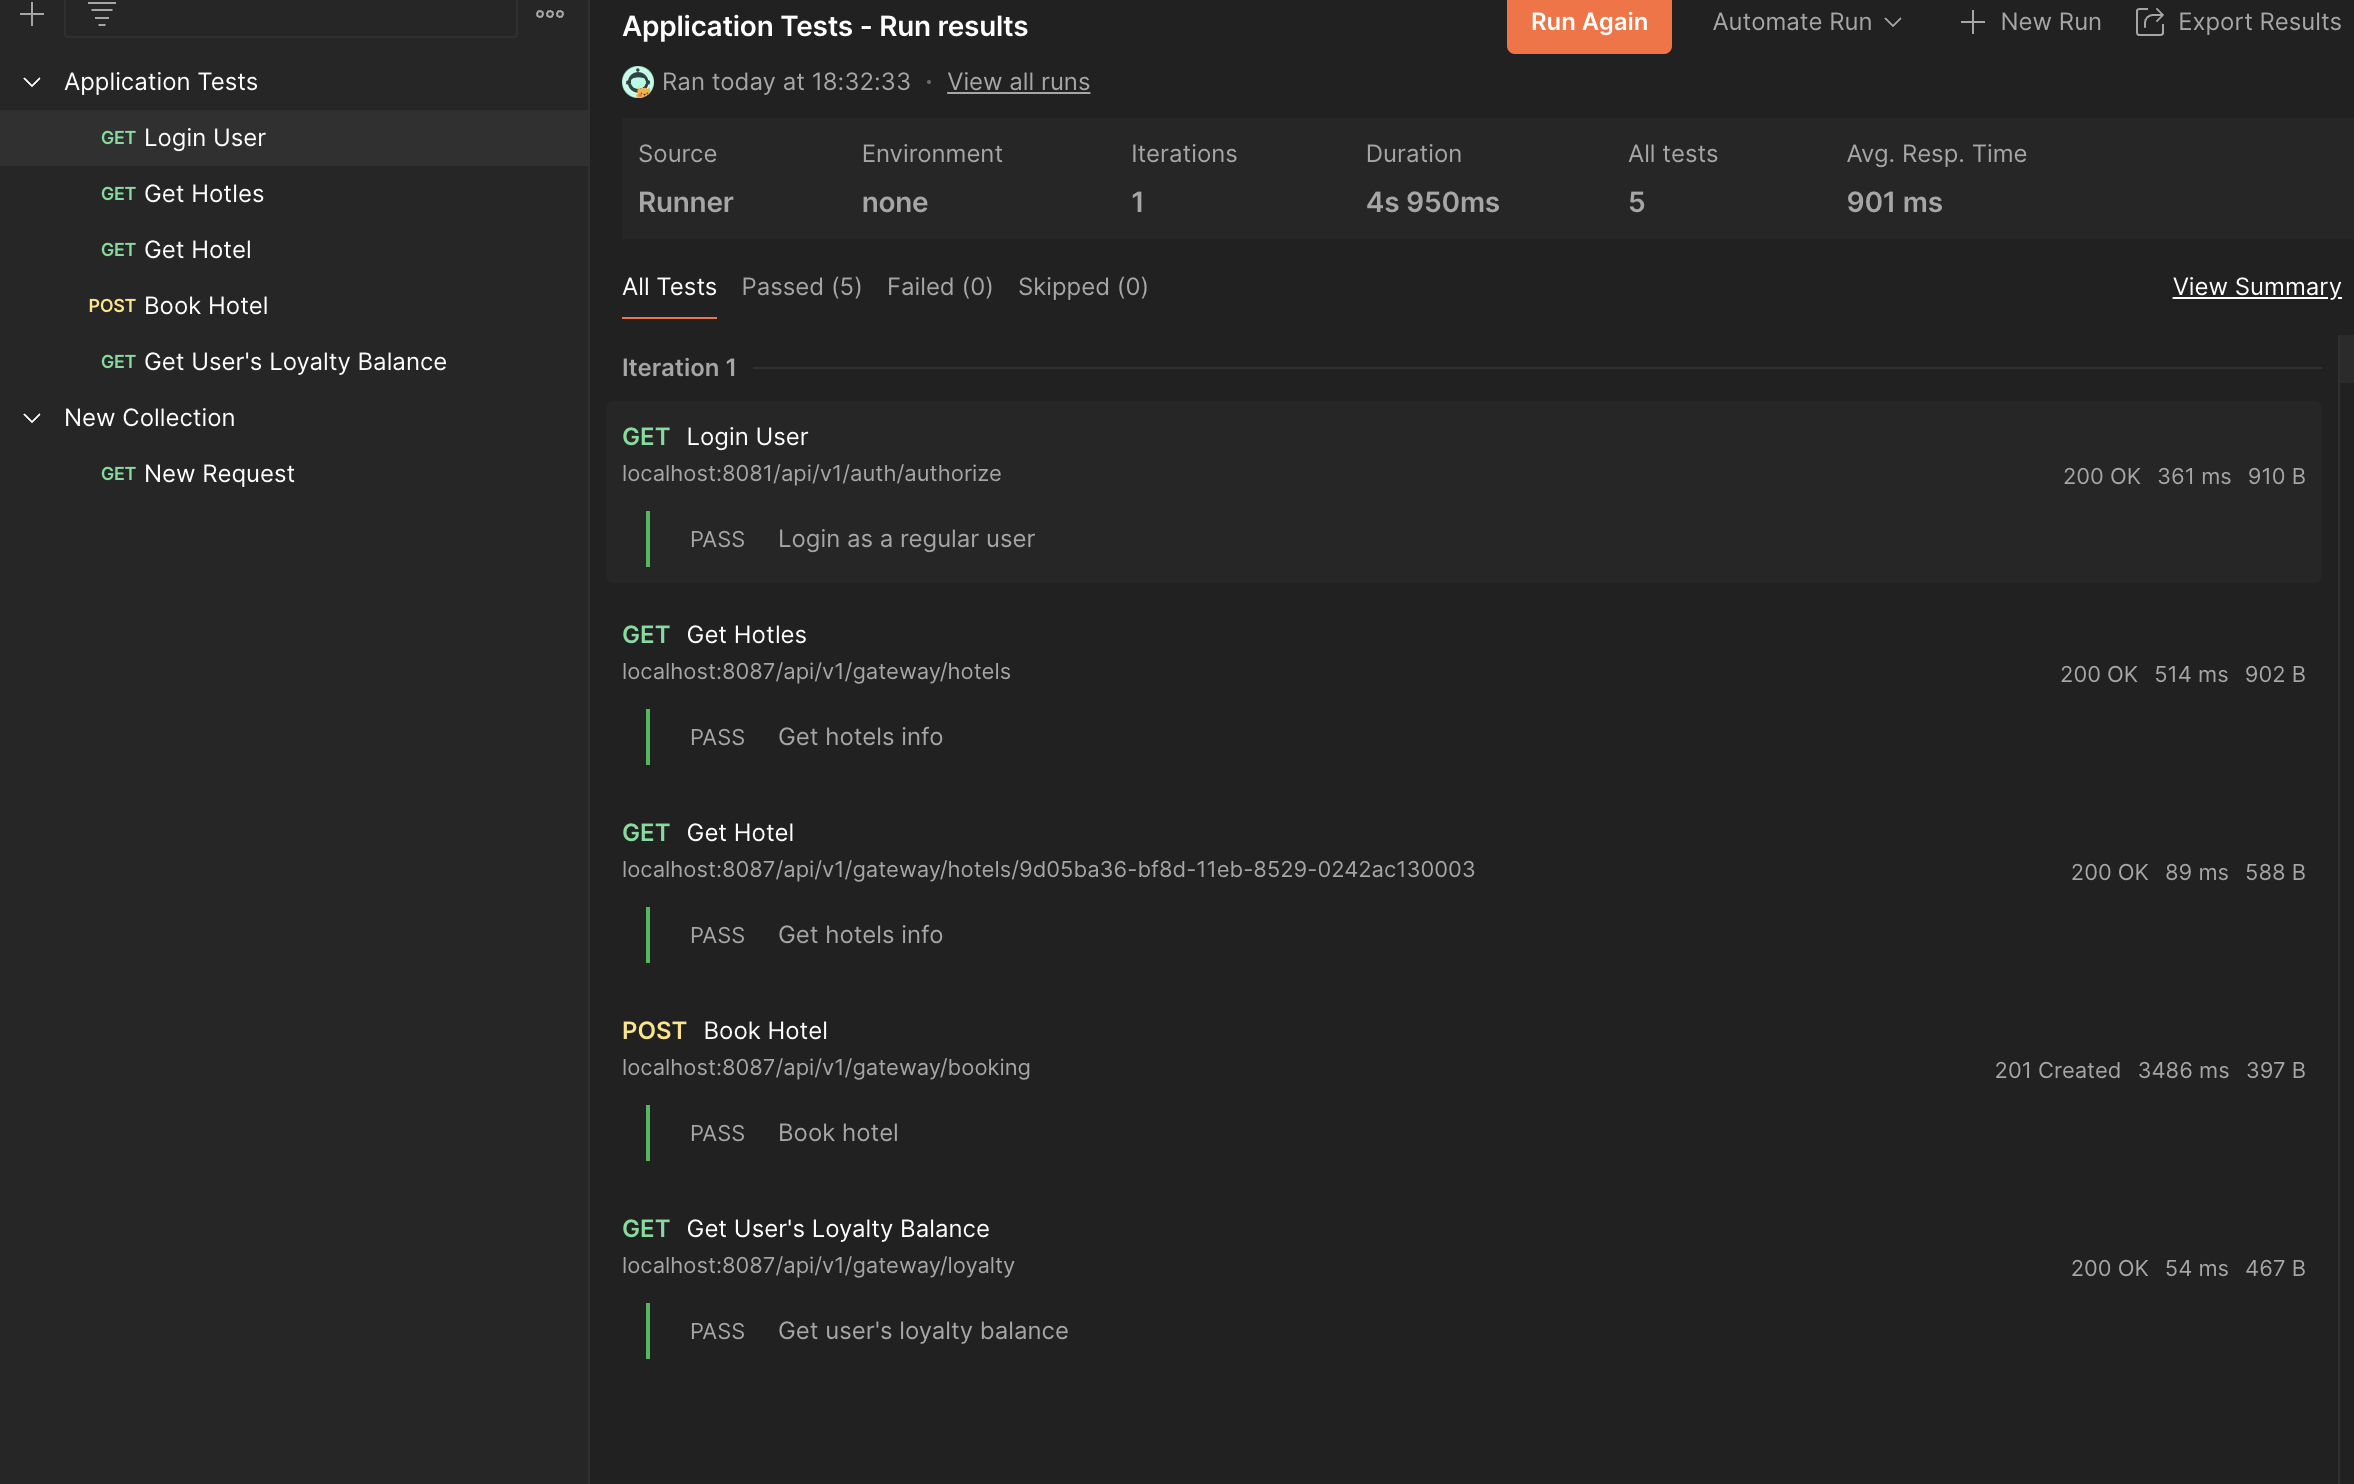 Application Tests
GET Login User
GET Get Hotles
GET Get Hotel
POST Book Hotel
GET Get User's Loyalty Balance
New Collection
GET New Request
Application Tests - Run results
Run Again
Automate Run
New Run
Export Results
Ran today at 18:32:33 · View all runs
Source Environment Iterations Duration All tests Avg. Resp. Time
Runner none 1 4s 950ms 5 901 ms
All Tests Passed (5) Failed (0) Skipped (0) View Summary
Iteration 1
GET Login User
localhost:8081/api/v1/auth/authorize
200 OK 361 ms 910 B
PASS Login as a regular user
GET Get Hotles
localhost:8087/api/v1/gateway/hotels
200 OK 514 ms 902 B
PASS Get hotels info
GET Get Hotel
localhost:8087/api/v1/gateway/hotels/9d05ba36-bf8d-11eb-8529-0242ac130003
200 OK 89 ms 588 B
PASS Get hotels info
POST Book Hotel
localhost:8087/api/v1/gateway/booking
201 Created 3486 ms 397 B
PASS Book hotel
GET Get User's Loyalty Balance
localhost:8087/api/v1/gateway/loyalty
200 OK 54 ms 467 B
PASS Get user's loyalty balance